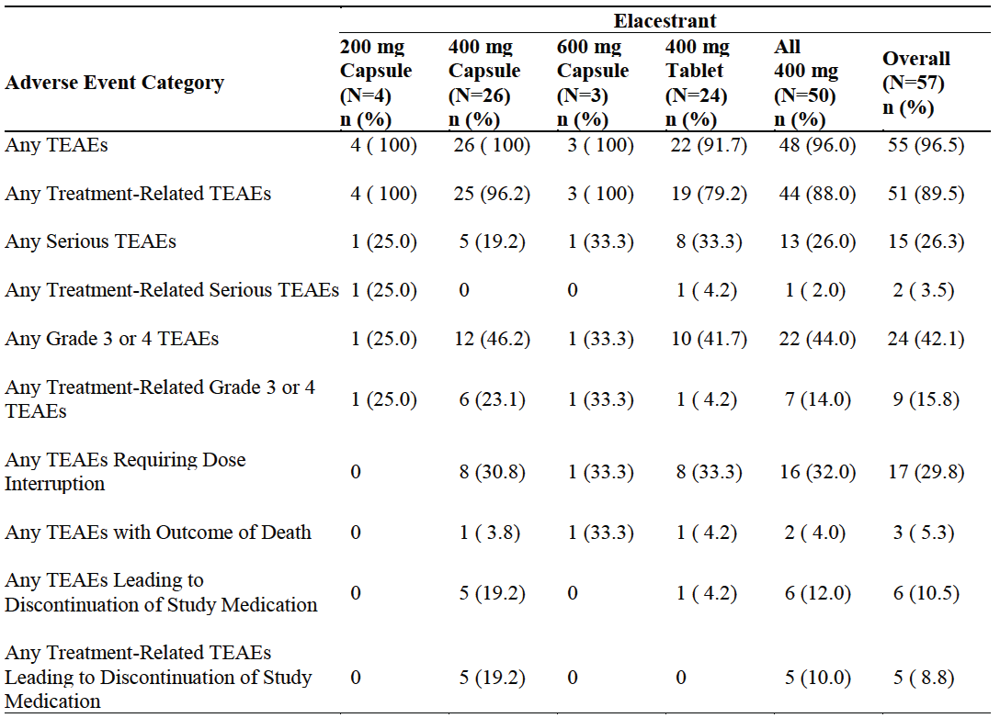 Elacestrant
Adverse Event Category
200 mg Capsule (N=4) n (%)
400 mg Capsule (N=26) n (%)
600 mg Capsule (N=3) n (%)
400 mg Tablet (N=24) n (%)
All 400 mg (N=50) n (%)
Overall (N=57) n (%)
Any TEAEs 4 ( 100) 26 ( 100) 3 ( 100) 22 (91.7) 48 (96.0) 55 (96.5)
Any Treatment-Related TEAEs 4 ( 100) 25 (96.2) 3 ( 100) 19 (79.2) 44 (88.0) 51 (89.5)
Any Serious TEAEs 1 (25.0) 5 (19.2) 1 (33.3) 8 (33.3) 13 (26.0) 15 (26.3)
Any Treatment-Related Serious TEAEs 1 (25.0) 0 0 1 ( 4.2) 1 ( 2.0) 2 ( 3.5)
Any Grade 3 or 4 TEAEs 1 (25.0) 12 (46.2) 1 (33.3) 10 (41.7) 22 (44.0) 24 (42.1)
Any Treatment-Related Grade 3 or 4
TEAEs 1 (25.0) 6 (23.1) 1 (33.3) 1 ( 4.2) 7 (14.0) 9 (15.8)
Any TEAEs Requiring Dose
Interruption 0 8 (30.8) 1 (33.3) 8 (33.3) 16 (32.0) 17 (29.8)
Any TEAEs with Outcome of Death 0 1 ( 3.8) 1 (33.3) 1 ( 4.2) 2 ( 4.0) 3 ( 5.3)
Any TEAEs Leading to
Discontinuation of Study Medication 0 5 (19.2) 0 1 ( 4.2) 6 (12.0) 6 (10.5)
Any Treatment-Related TEAEs
Leading to Discontinuation of Study
Medication 0 5 (19.2) 0 0 5 (10.0) 5 ( 8.8)